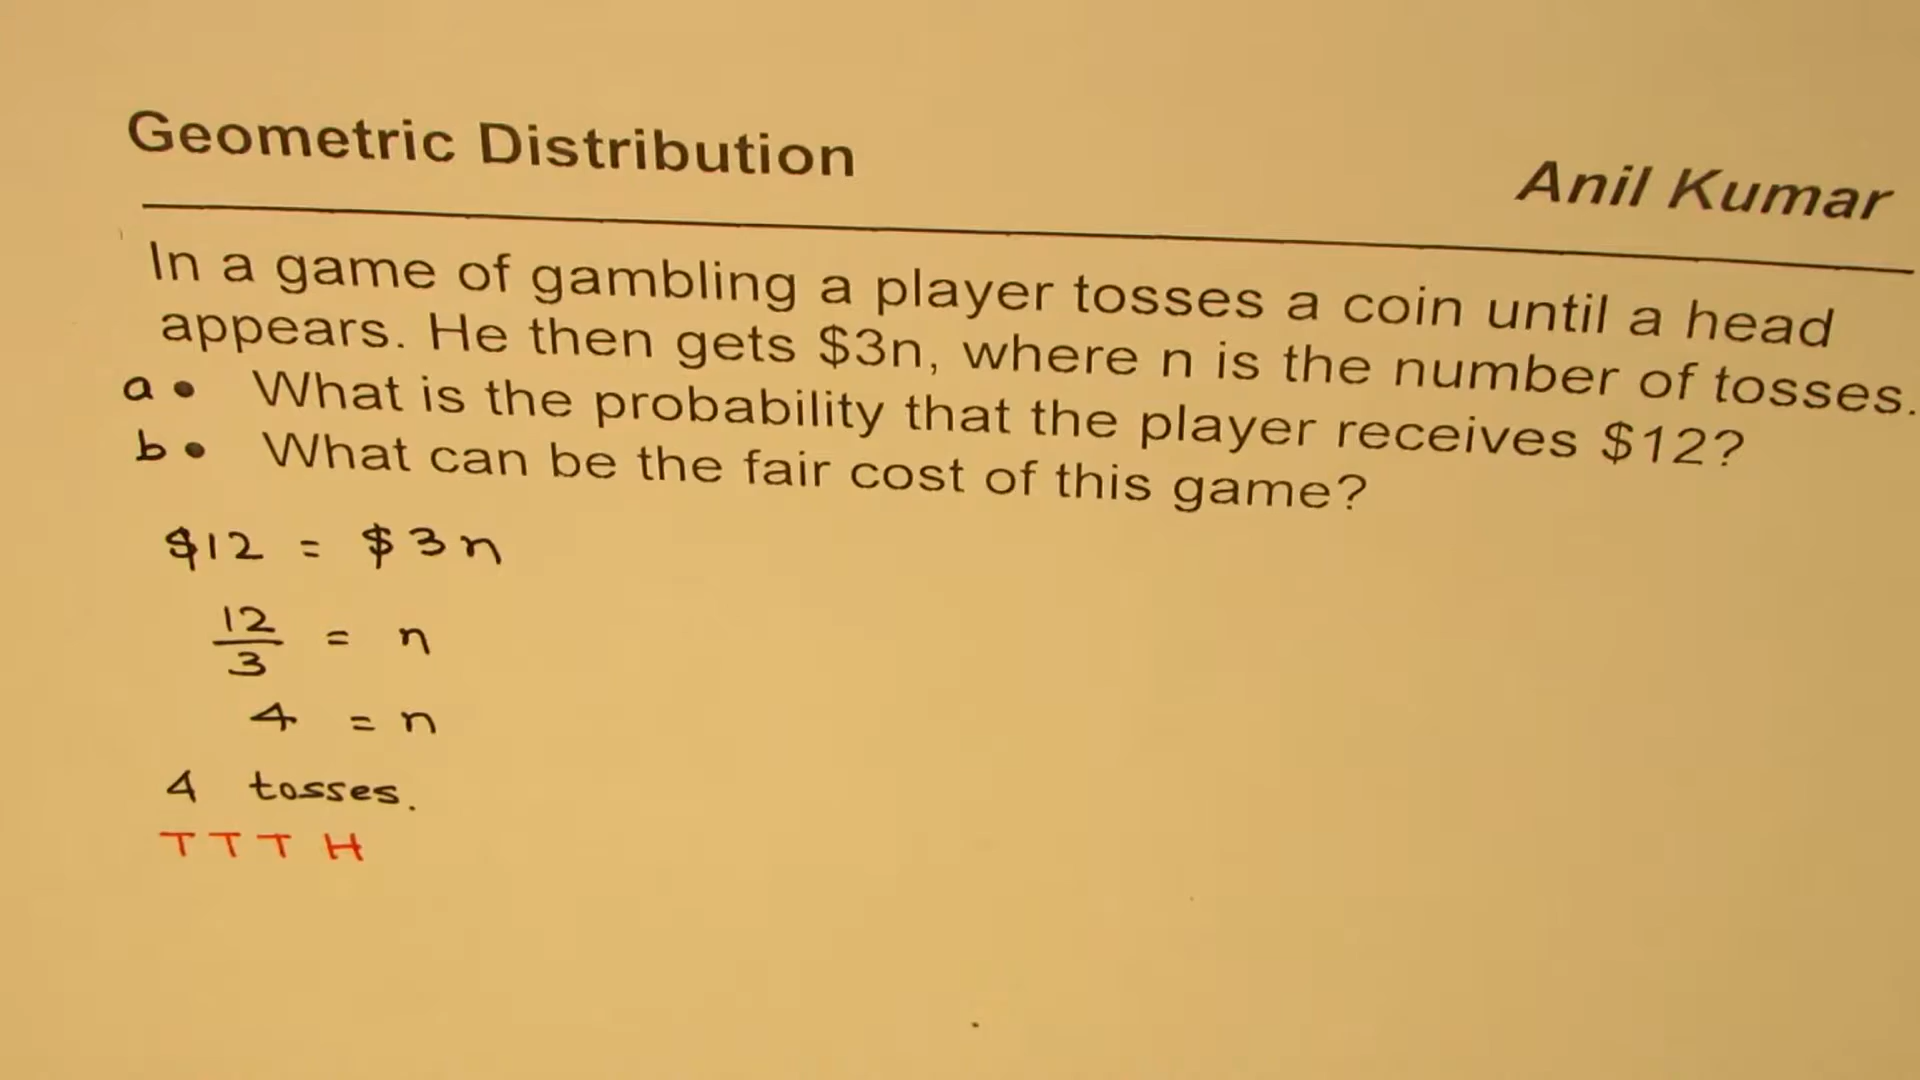 Geometric Distribution
Anil Kumar
In a game of gambling a player tosses a coin until a head
appears. He then gets $3n, where n is the number of tosses.
a • What is the probability that the player receives $12?
b • What can be the fair cost of this game?
$12 = $3n
12/3 = n
4 = n
4 tosses.
T T T H